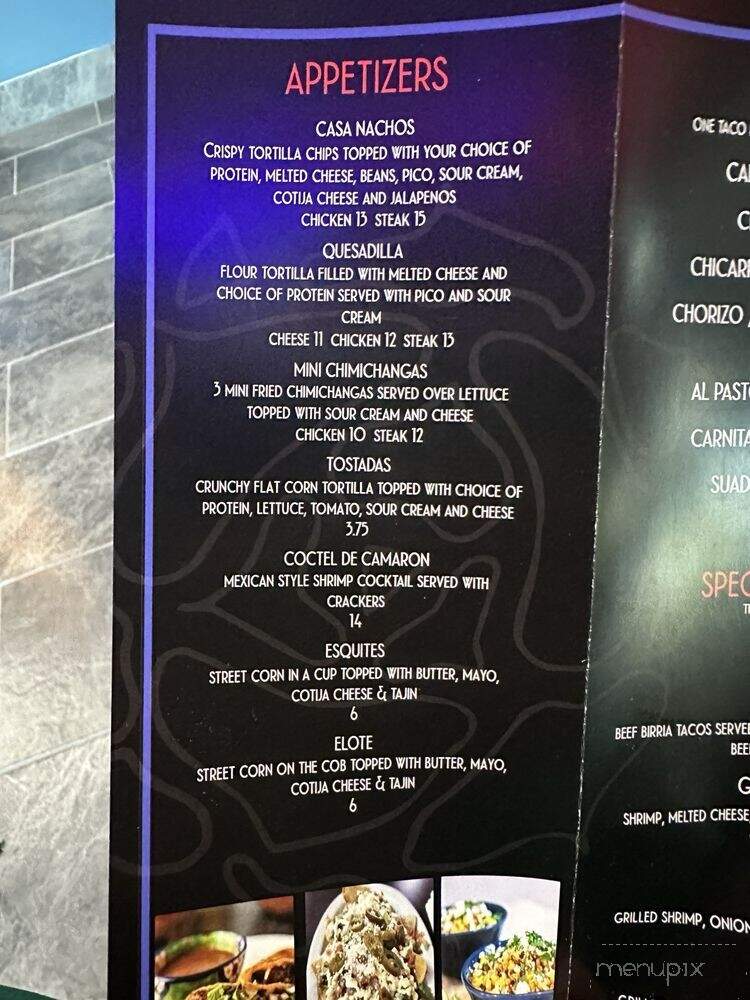 APPETIZERS
CASA NACHOS
CRISPY TORTILLA CHIPS TOPPED WITH YOUR CHOICE OF
PROTEIN, MELTED CHEESE, BEANS, PICO, SOUR CREAM,
COTIJA CHEESE AND JALAPENOS
CHICKEN 13 STEAK 15
QUESADILLA
FLOUR TORTILLA FILLED WITH MELTED CHEESE AND
CHOICE OF PROTEIN SERVED WITH PICO AND SOUR
CREAM
CHEESE 11 CHICKEN 12 STEAK 13
MINI CHIMICHANGAS
3 MINI FRIED CHIMICHANGAS SERVED OVER LETTUCE
TOPPED WITH SOUR CREAM AND CHEESE
CHICKEN 10 STEAK 12
TOSTADAS
CRUNCHY FLAT CORN TORTILLA TOPPED WITH CHOICE OF
PROTEIN, LETTUCE, TOMATO, SOUR CREAM AND CHEESE
3.75
COCTEL DE CAMARON
MEXICAN STYLE SHRIMP COCKTAIL SERVED WITH
CRACKERS
14
ESQUITES
STREET CORN IN A CUP TOPPED WITH BUTTER, MAYO,
COTIJA CHEESE & TAJIN
6
ELOTE
STREET CORN ON THE COB TOPPED WITH BUTTER, MAYO,
COTIJA CHEESE & TAJIN
6
ONE TACO
CHORIZO
BEEF BIRRIA TACOS
SHRIMP, MELTED CHEESE,
GRILLED SHRIMP,
menupix